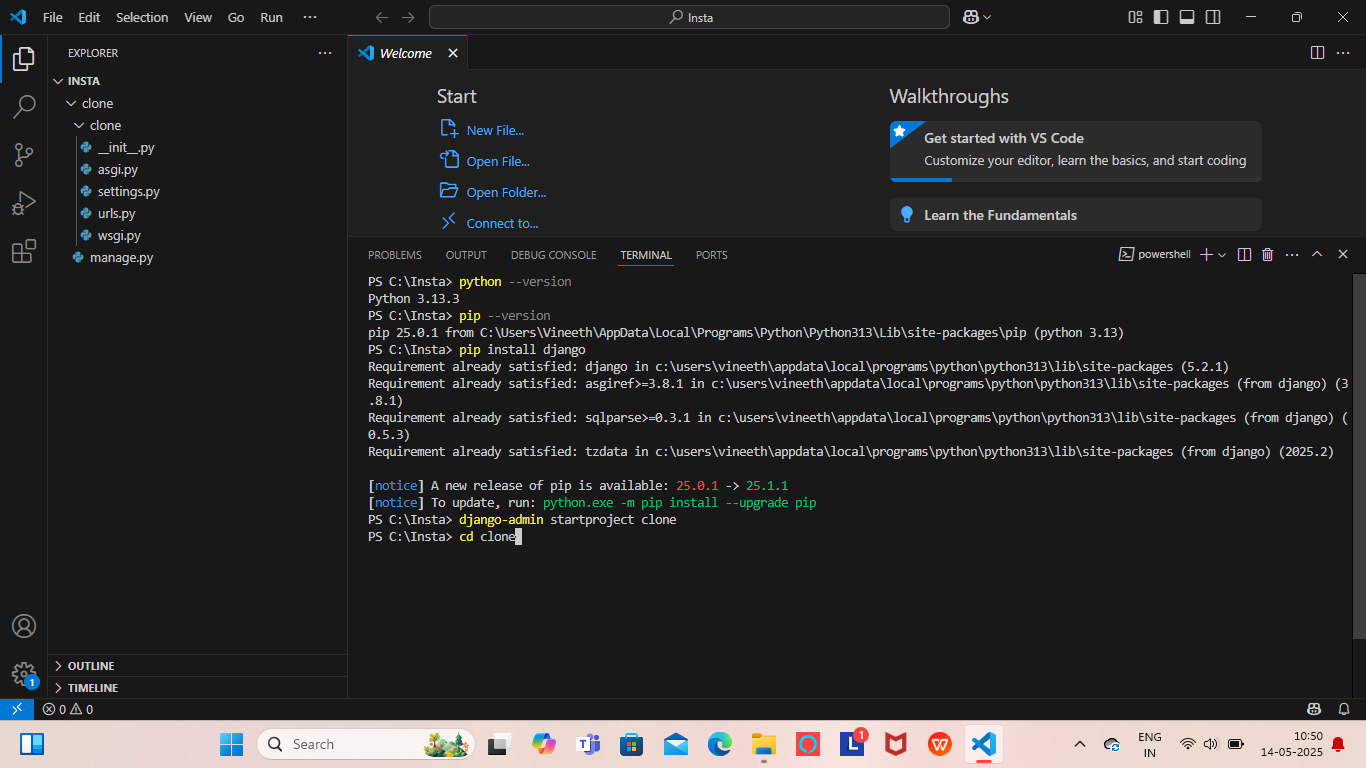 File Edit Selection View Go Run ···
Insta
EXPLORER
Welcome
INSTA
clone
clone
__init__.py
asgi.py
settings.py
urls.py
wsgi.py
manage.py
OUTLINE
TIMELINE
Start
New File...
Open File...
Open Folder...
Connect to...
Walkthroughs
Get started with VS Code
Customize your editor, learn the basics, and start coding
Learn the Fundamentals
PROBLEMS OUTPUT DEBUG CONSOLE TERMINAL PORTS
powershell
PS C:\Insta> python --version
Python 3.13.3
PS C:\Insta> pip --version
pip 25.0.1 from C:\Users\Vineeth\AppData\Local\Programs\Python\Python313\Lib\site-packages\pip (python 3.13)
PS C:\Insta> pip install django
Requirement already satisfied: django in c:\users\vineeth\appdata\local\programs\python\python313\lib\site-packages (5.2.1)
Requirement already satisfied: asgiref>=3.8.1 in c:\users\vineeth\appdata\local\programs\python\python313\lib\site-packages (from django) (3
.8.1)
Requirement already satisfied: sqlparse>=0.3.1 in c:\users\vineeth\appdata\local\programs\python\python313\lib\site-packages (from django) (
0.5.3)
Requirement already satisfied: tzdata in c:\users\vineeth\appdata\local\programs\python\python313\lib\site-packages (from django) (2025.2)
[notice] A new release of pip is available: 25.0.1 -> 25.1.1
[notice] To update, run: python.exe -m pip install --upgrade pip
PS C:\Insta> django-admin startproject clone
PS C:\Insta> cd clone
1
0 0
Search
L
1
ENG
IN
10:50
14-05-2025